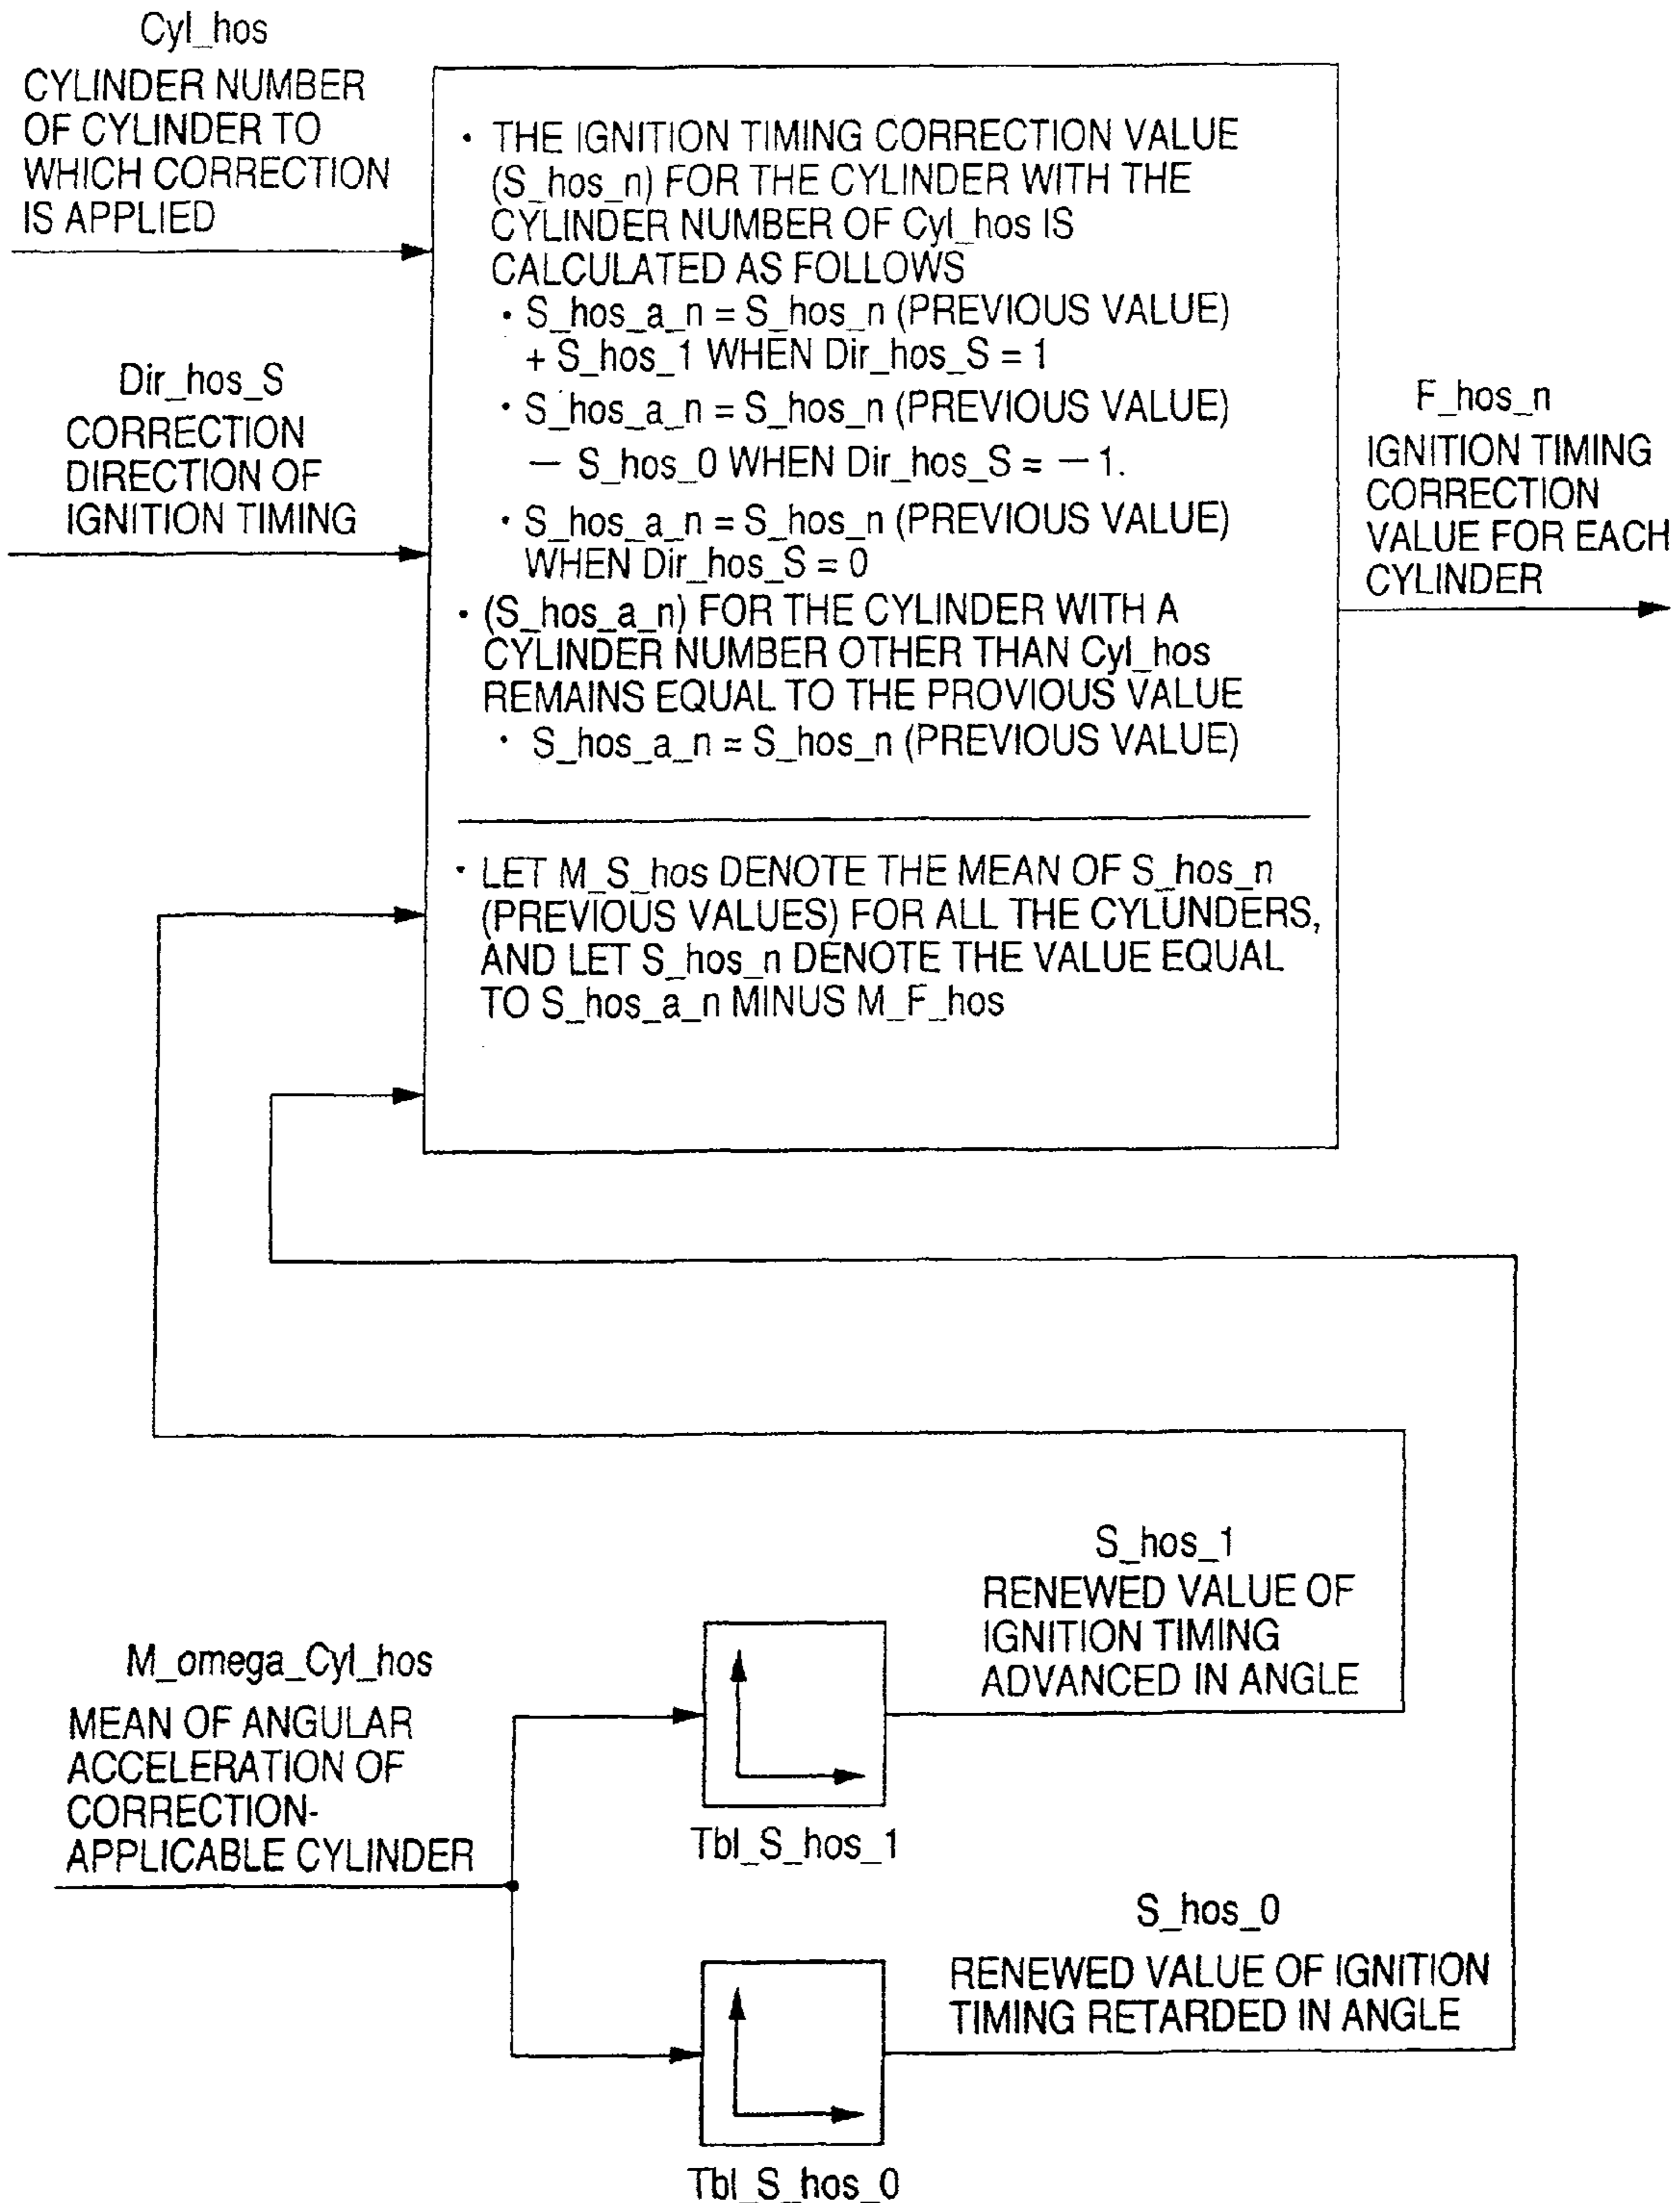 Cyl_hos
CYLINDER NUMBER
OF CYLINDER TO
WHICH CORRECTION
IS APPLIED
Dir_hos_S
CORRECTION
DIRECTION OF
IGNITION TIMING
· THE IGNITION TIMING CORRECTION VALUE
(S_hos_n) FOR THE CYLINDER WITH THE
CYLINDER NUMBER OF Cyl_hos IS
CALCULATED AS FOLLOWS
· S_hos_a_n = S_hos_n (PREVIOUS VALUE)
+ S_hos_1 WHEN Dir_hos_S = 1
· S_hos_a_n = S_hos_n (PREVIOUS VALUE)
— S_hos_0 WHEN Dir_hos_S = — 1.
· S_hos_a_n = S_hos_n (PREVIOUS VALUE)
WHEN Dir_hos_S = 0
· (S_hos_a_n) FOR THE CYLINDER WITH A
CYLINDER NUMBER OTHER THAN Cyl_hos
REMAINS EQUAL TO THE PROVIOUS VALUE
· S_hos_a_n = S_hos_n (PREVIOUS VALUE)
· LET M_S_hos DENOTE THE MEAN OF S_hos_n
(PREVIOUS VALUES) FOR ALL THE CYLUNDERS,
AND LET S_hos_n DENOTE THE VALUE EQUAL
TO S_hos_a_n MINUS M_F_hos
F_hos_n
IGNITION TIMING
CORRECTION
VALUE FOR EACH
CYLINDER
S_hos_1
RENEWED VALUE OF
IGNITION TIMING
ADVANCED IN ANGLE
M_omega_Cyl_hos
MEAN OF ANGULAR
ACCELERATION OF
CORRECTION-
APPLICABLE CYLINDER
Tbl_S_hos_1
S_hos_0
RENEWED VALUE OF IGNITION
TIMING RETARDED IN ANGLE
Tbl_S_hos_0